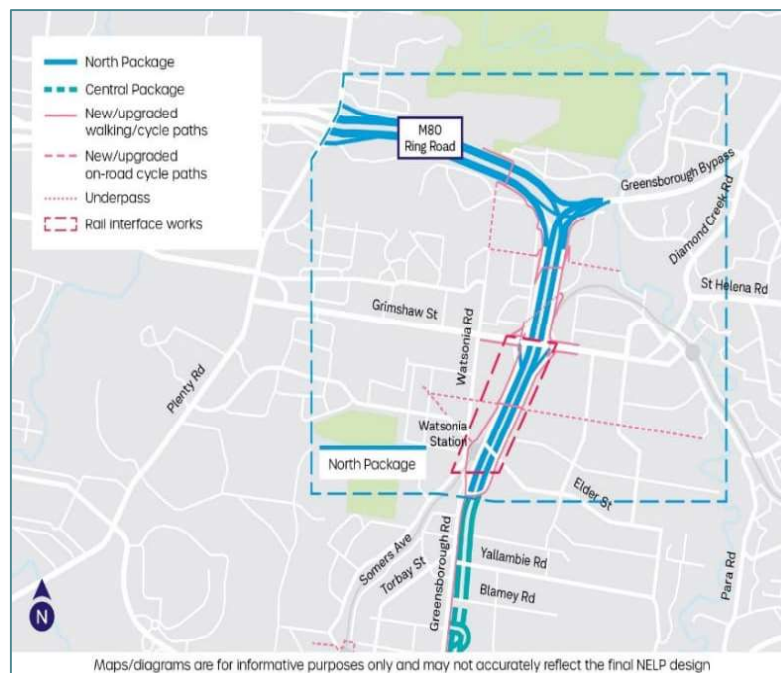 North Package
Central Package
New/upgraded
walking/cycle paths
New/upgraded
on-road cycle paths
Underpass
Rail interface works
M80
Ring Road
Greensborough Bypass
Diamond Creek Rd
St Helena Rd
Grimshaw St
Watsonia Rd
Plenty Rd
Watsonia
Station
North Package
Elder St
Somers Ave
Torbay St
Greensborough Rd
Yallambie Rd
Blamey Rd
Para Rd
N
Maps/diagrams are for informative purposes only and may not accurately reflect the final NELP design